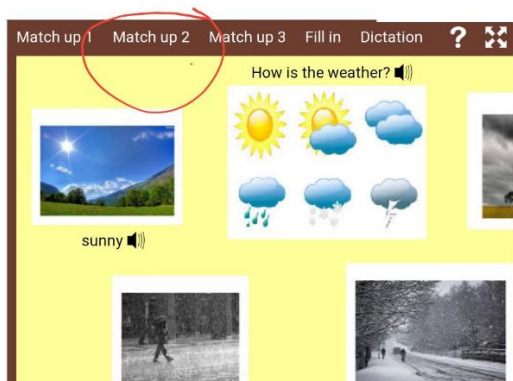 Match up 1 Match up 2 Match up 3 Fill in Dictation ?
How is the weather?
sunny